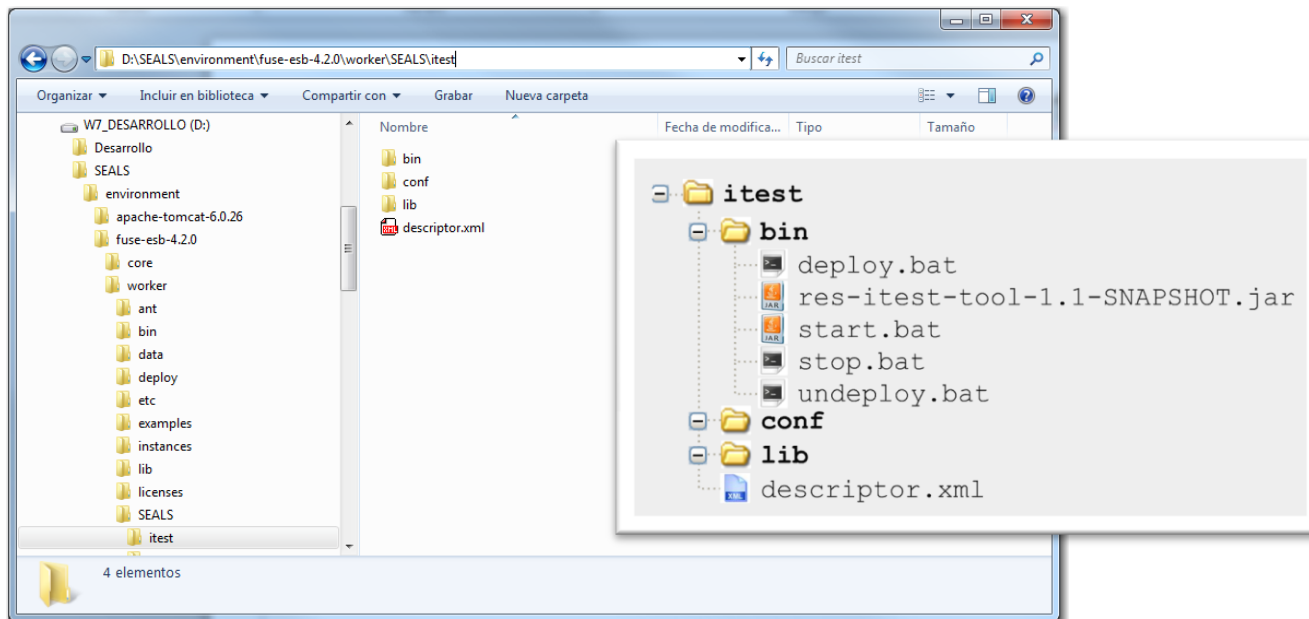 D:\SEALS\environment\fuse-esb-4.2.0\worker\SEALS\itest
Buscar itest
Organizar
Incluir en biblioteca
Compartir con
Grabar
Nueva carpeta
W7_DESARROLLO (D:)
Desarrollo
SEALS
environment
apache-tomcat-6.0.26
fuse-esb-4.2.0
core
worker
ant
bin
data
deploy
etc
examples
instances
lib
licenses
SEALS
itest
Nombre
Fecha de modifica...
Tipo
Tamaño
bin
conf
lib
descriptor.xml
4 elementos
itest
bin
deploy.bat
res-itest-tool-1.1-SNAPSHOT.jar
start.bat
stop.bat
undeploy.bat
conf
lib
descriptor.xml